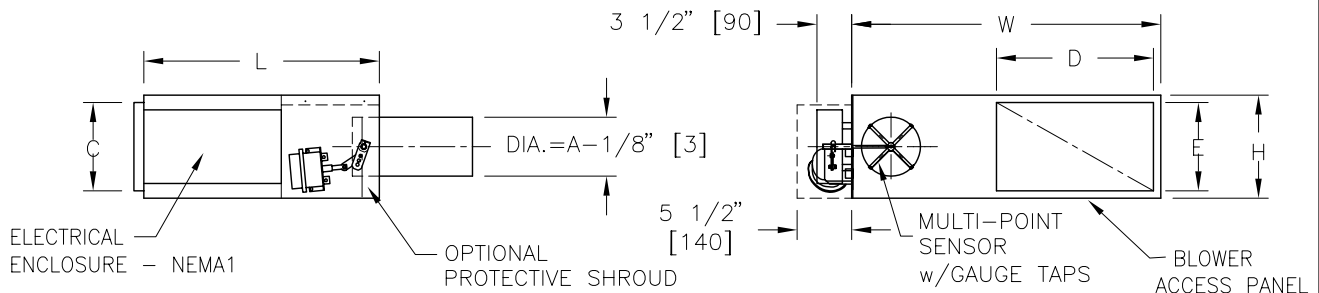 3 1/2" [90]
W
L
D
C
DIA.=A-1/8" [3]
E
H
5 1/2"
[140]
ELECTRICAL
ENCLOSURE - NEMA1
OPTIONAL
PROTECTIVE SHROUD
MULTI-POINT
SENSOR
w/GAUGE TAPS
BLOWER
ACCESS PANEL